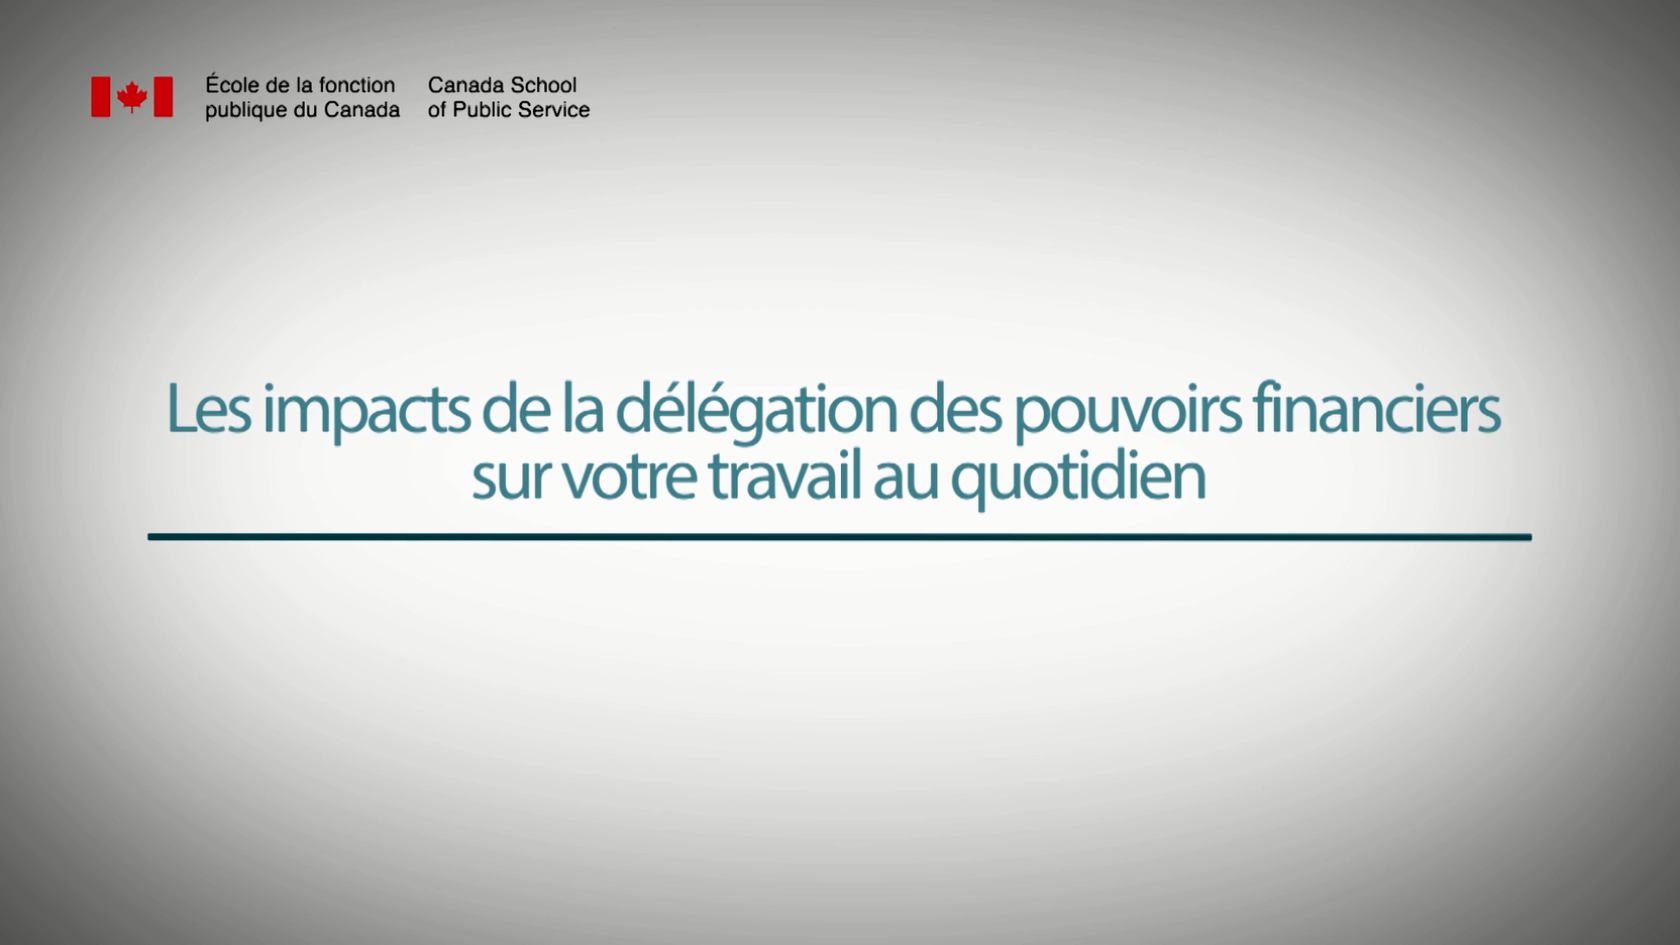 École de la fonction
publique du Canada
Canada School
of Public Service
Les impacts de la délégation des pouvoirs financiers
sur votre travail au quotidien